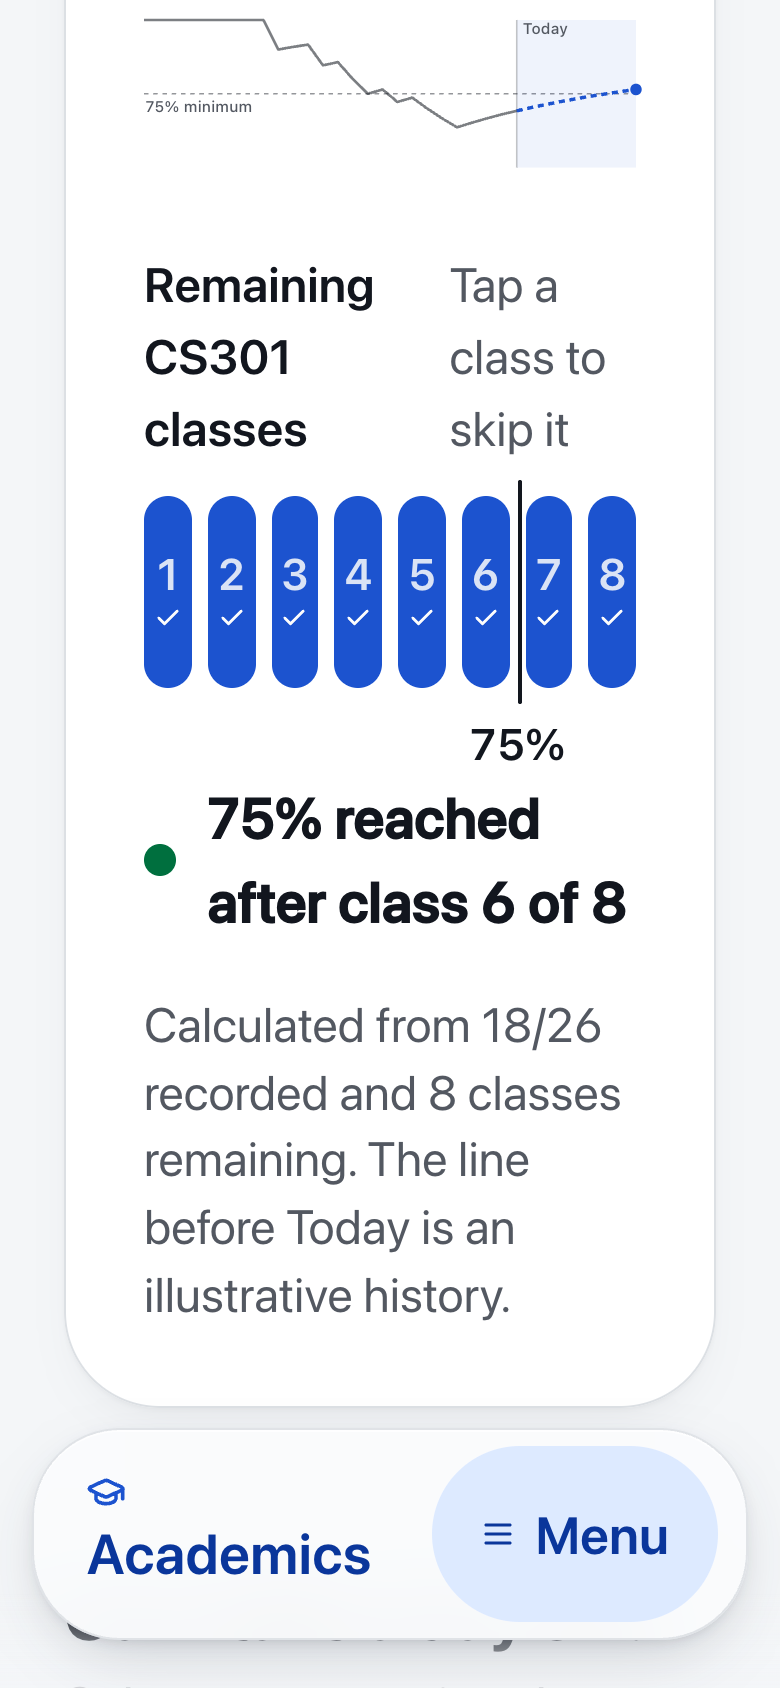 Today
75% minimum
Remaining
CS301
classes
Tap a
class to
skip it
1 2 3 4 5 6 7 8
75%
75% reached
after class 6 of 8
Calculated from 18/26
recorded and 8 classes
remaining. The line
before Today is an
illustrative history.
Academics
Menu